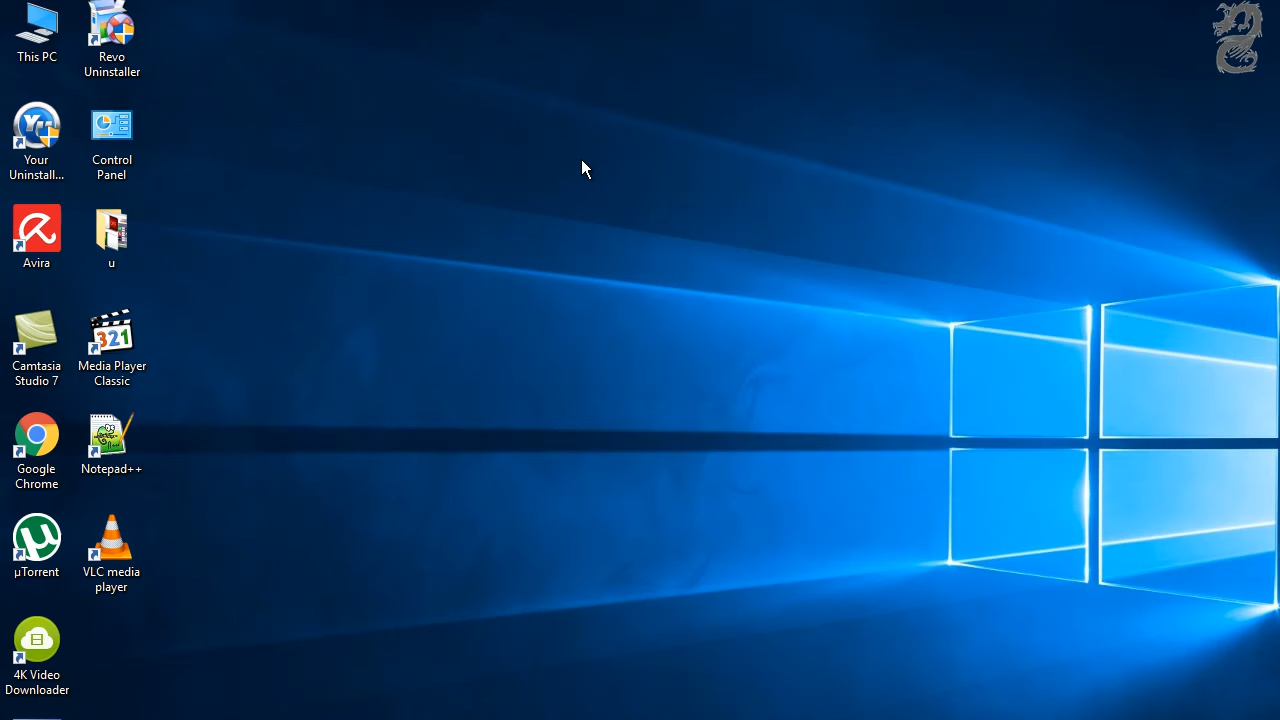 This PC
Revo
Uninstaller
Your
Uninstall...
Control
Panel
Avira
u
Camtasia
Studio 7
Media Player
Classic
321
Google
Chrome
Notepad++
µTorrent
VLC media
player
4K Video
Downloader